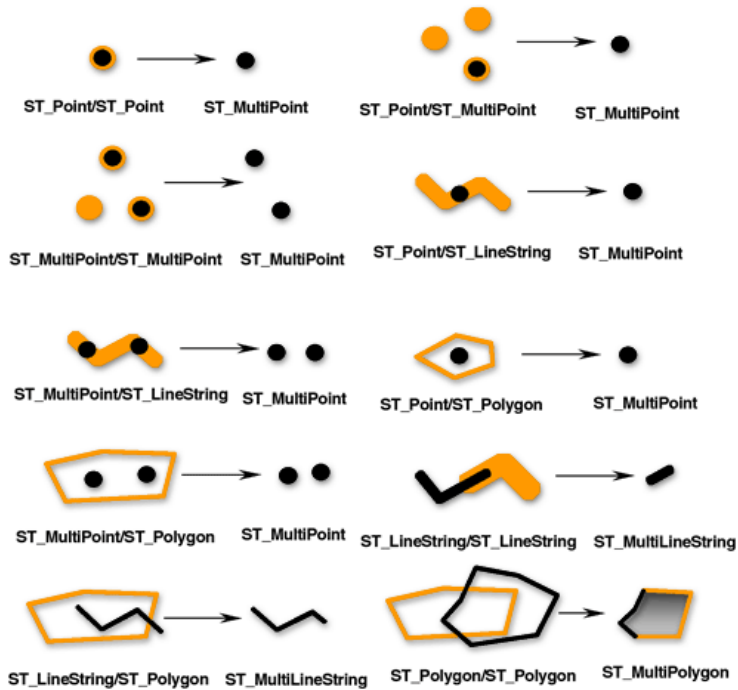 ST_Point/ST_Point ST_MultiPoint
ST_Point/ST_MultiPoint ST_MultiPoint
ST_MultiPoint/ST_MultiPoint ST_MultiPoint
ST_Point/ST_LineString ST_MultiPoint
ST_MultiPoint/ST_LineString ST_MultiPoint
ST_Point/ST_Polygon ST_MultiPoint
ST_MultiPoint/ST_Polygon ST_MultiPoint
ST_LineString/ST_LineString ST_MultiLineString
ST_LineString/ST_Polygon ST_MultiLineString
ST_Polygon/ST_Polygon ST_MultiPolygon